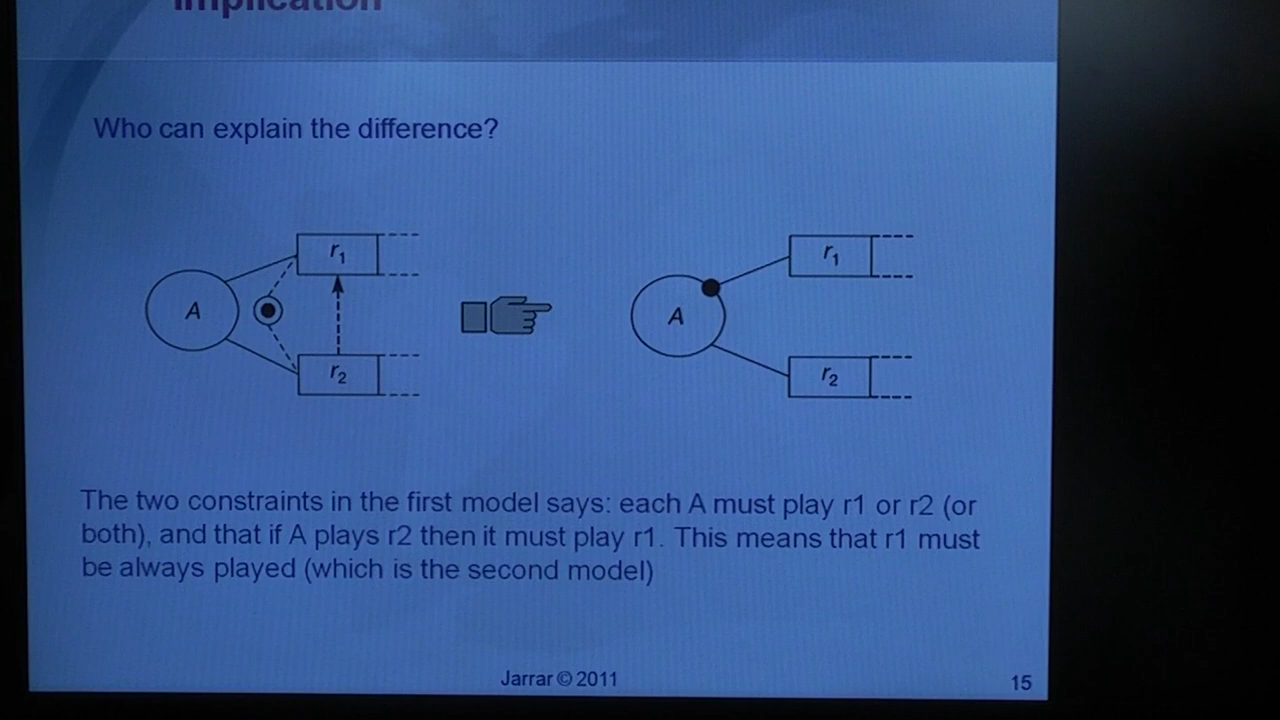 Implication
Who can explain the difference?
r1
r1
A
A
r2
r2
The two constraints in the first model says: each A must play r1 or r2 (or
both), and that if A plays r2 then it must play r1. This means that r1 must
be always played (which is the second model)
Jarrar © 2011
15